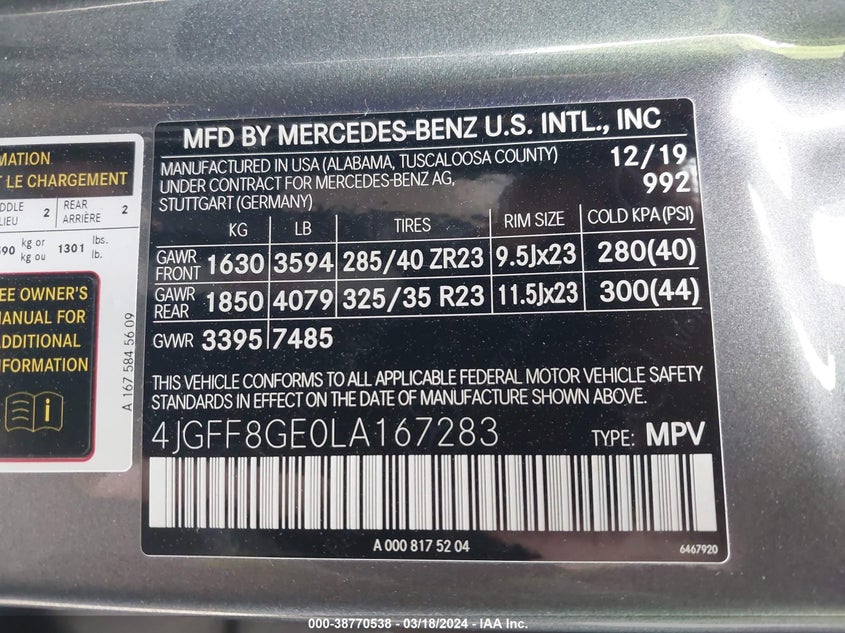 MATION
T LE CHARGEMENT
DDLE 2 REAR 2
LIEU ARRIÈRE
590 kg or 1301 lbs.
kg ou lb.
EE OWNER'S
ANUAL FOR
ADDITIONAL
NFORMATION
A 167 584 56 09
MFD BY MERCEDES-BENZ U.S. INTL., INC
MANUFACTURED IN USA (ALABAMA, TUSCALOOSA COUNTY) 12/19
UNDER CONTRACT FOR MERCEDES-BENZ AG, 992
STUTTGART (GERMANY)
KG LB TIRES RIM SIZE COLD KPA (PSI)
GAWR FRONT 1630 3594 285/40 ZR23 9.5Jx23 280(40)
GAWR REAR 1850 4079 325/35 R23 11.5Jx23 300(44)
GVWR 3395 7485
THIS VEHICLE CONFORMS TO ALL APPLICABLE FEDERAL MOTOR VEHICLE SAFETY
STANDARDS IN EFFECT ON THE DATE OF MANUFACTURE SHOWN ABOVE.
4JGFF8GE0LA167283 TYPE: MPV
A 000 817 52 04
6467920
000-38770538 - 03/18/2024 - IAA Inc.